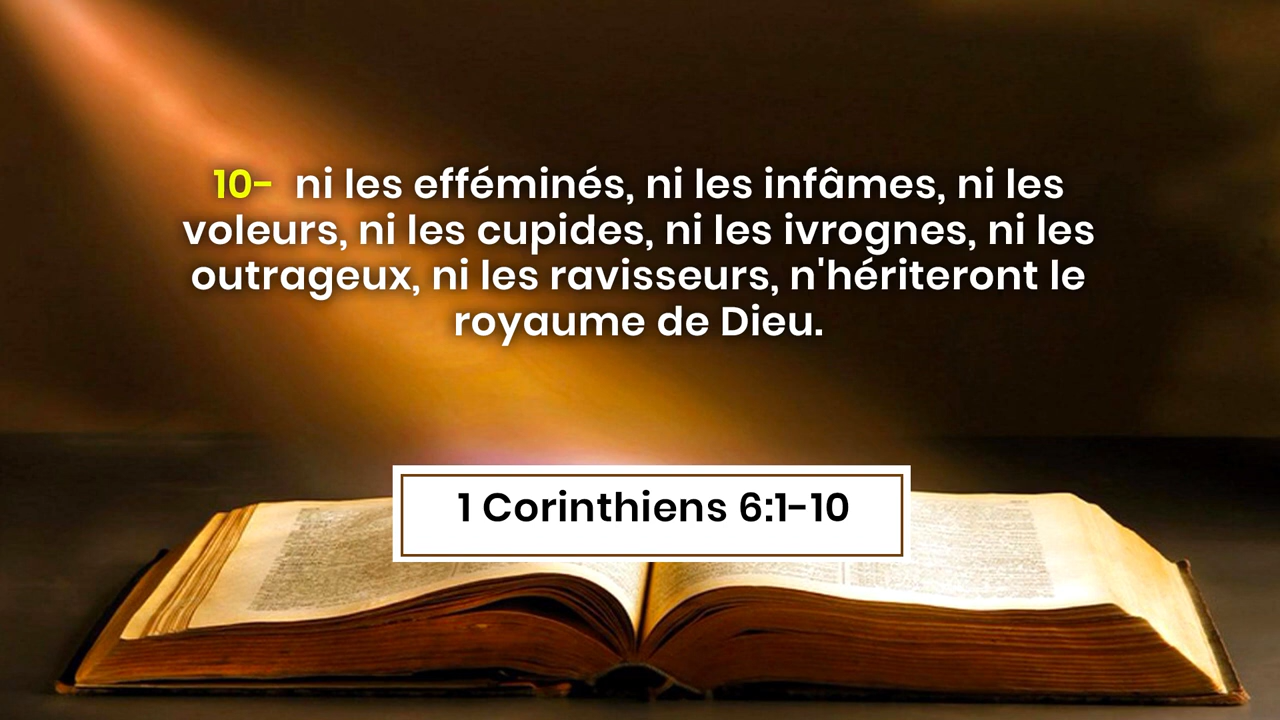 10- ni les efféminés, ni les infâmes, ni les
voleurs, ni les cupides, ni les ivrognes, ni les
outrageux, ni les ravisseurs, n'hériteront le
royaume de Dieu.
1 Corinthiens 6:1-10